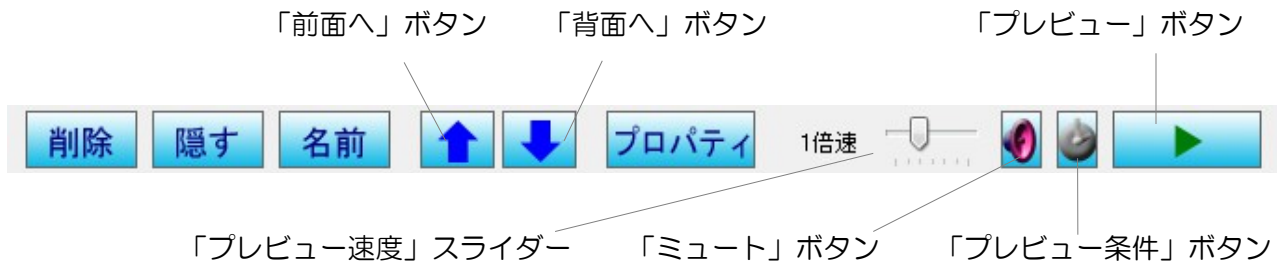 「前面へ」ボタン 「背面へ」ボタン 「プレビュー」ボタン
削除 隠す 名前 プロパティ 1倍速
「プレビュー速度」スライダー 「ミュート」ボタン 「プレビュー条件」ボタン